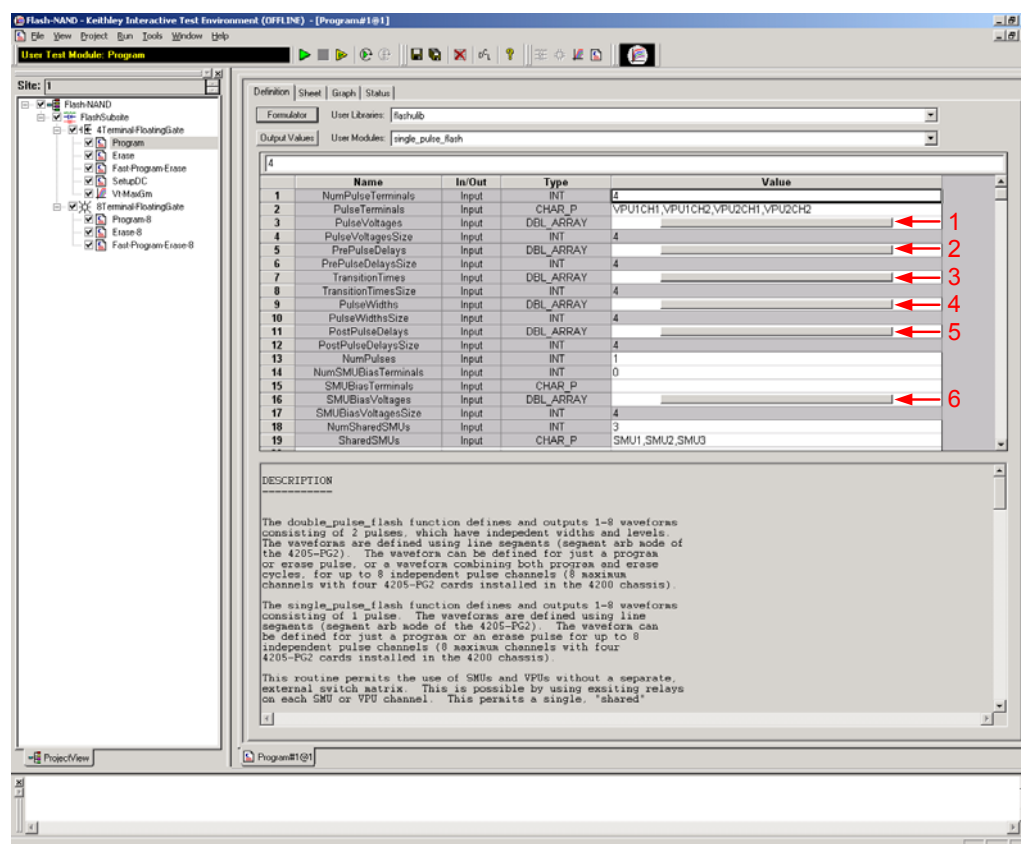 Flash-NAND - Keithley Interactive Test Environment (OFFLINE) - [Program#1@1]
File View Project Run Tools Window Help
User Test Module: Program
Site: 1
Flash-NAND
FlashSubsite
4Terminal-FloatingGate
Program
Erase
Fast-Program-Erase
SetupDC
Vt-MaxGm
8Terminal-FloatingGate
Program-8
Erase-8
Fast-Program-Erase-8
ProjectView
Definition Sheet Graph Status
Formulator User Libraries: flashulib
Output Values User Modules: single_pulse_flash
4
Name In/Out Type Value
1 NumPulseTerminals Input INT 4
2 PulseTerminals Input CHAR_P VPU1CH1,VPU1CH2,VPU2CH1,VPU2CH2
3 PulseVoltages Input DBL_ARRAY 1
4 PulseVoltagesSize Input INT 4
5 PrePulseDelays Input DBL_ARRAY 2
6 PrePulseDelaysSize Input INT 4
7 TransitionTimes Input DBL_ARRAY 3
8 TransitionTimesSize Input INT 4
9 PulseWidths Input DBL_ARRAY 4
10 PulseWidthsSize Input INT 4
11 PostPulseDelays Input DBL_ARRAY 5
12 PostPulseDelaysSize Input INT 4
13 NumPulses Input INT 1
14 NumSMUBiasTerminals Input INT 0
15 SMUBiasTerminals Input CHAR_P
16 SMUBiasVoltages Input DBL_ARRAY 6
17 SMUBiasVoltagesSize Input INT 4
18 NumSharedSMUs Input INT 3
19 SharedSMUs Input CHAR_P SMU1,SMU2,SMU3
DESCRIPTION
-----------
The double_pulse_flash function defines and outputs 1-8 waveforms
consisting of 2 pulses, which have indepedent widths and levels.
The waveforms are defined using line segments (segment arb mode of
the 4205-PG2). The waveform can be defined for just a program
or erase pulse, or a waveform combining both program and erase
cycles, for up to 8 independent pulse channels (8 maximum
channels with four 4205-PG2 cards installed in the 4200 chassis).
The single_pulse_flash function defines and outputs 1-8 waveforms
consisting of 1 pulse. The waveforms are defined using line
segments (segment arb mode of the 4205-PG2). The waveform can
be defined for just a program or an erase pulse for up to 8
independent pulse channels (8 maximum channels with four
4205-PG2 cards installed in the 4200 chassis).
This routine permits the use of SMUs and VPUs without a separate,
external switch matrix. This is possible by using exsiting relays
on each SMU or VPU channel. This permits a single, "shared"
Program#1@1